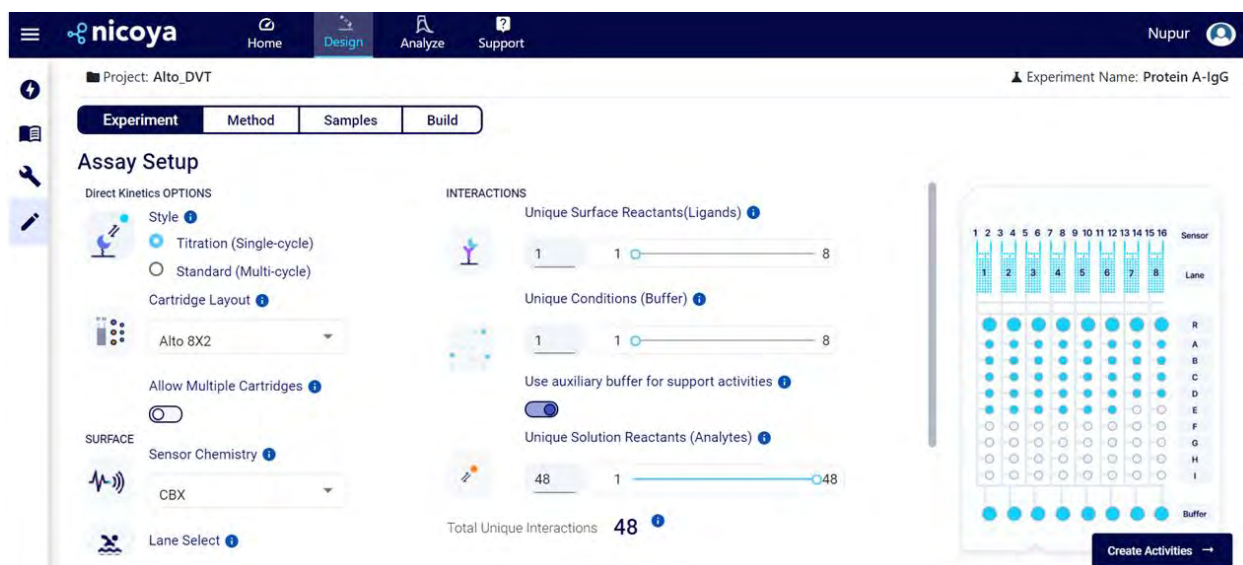 nicoya
Home
Design
Analyze
Support
Nupur
Project: Alto_DVT
Experiment Name: Protein A-IgG
Experiment
Method
Samples
Build
Assay Setup
Direct Kinetics OPTIONS
Style
Titration (Single-cycle)
Standard (Multi-cycle)
Cartridge Layout
Alto 8X2
Allow Multiple Cartridges
SURFACE
Sensor Chemistry
CBX
Lane Select
INTERACTIONS
Unique Surface Reactants(Ligands)
1 1 8
Unique Conditions (Buffer)
1 1 8
Use auxiliary buffer for support activities
Unique Solution Reactants (Analytes)
48 1 48
Total Unique Interactions 48
1 2 3 4 5 6 7 8 9 10 11 12 13 14 15 16 Sensor
1 2 3 4 5 6 7 8 Lane
R
A
B
C
D
E
F
G
H
I
Buffer
Create Activities →